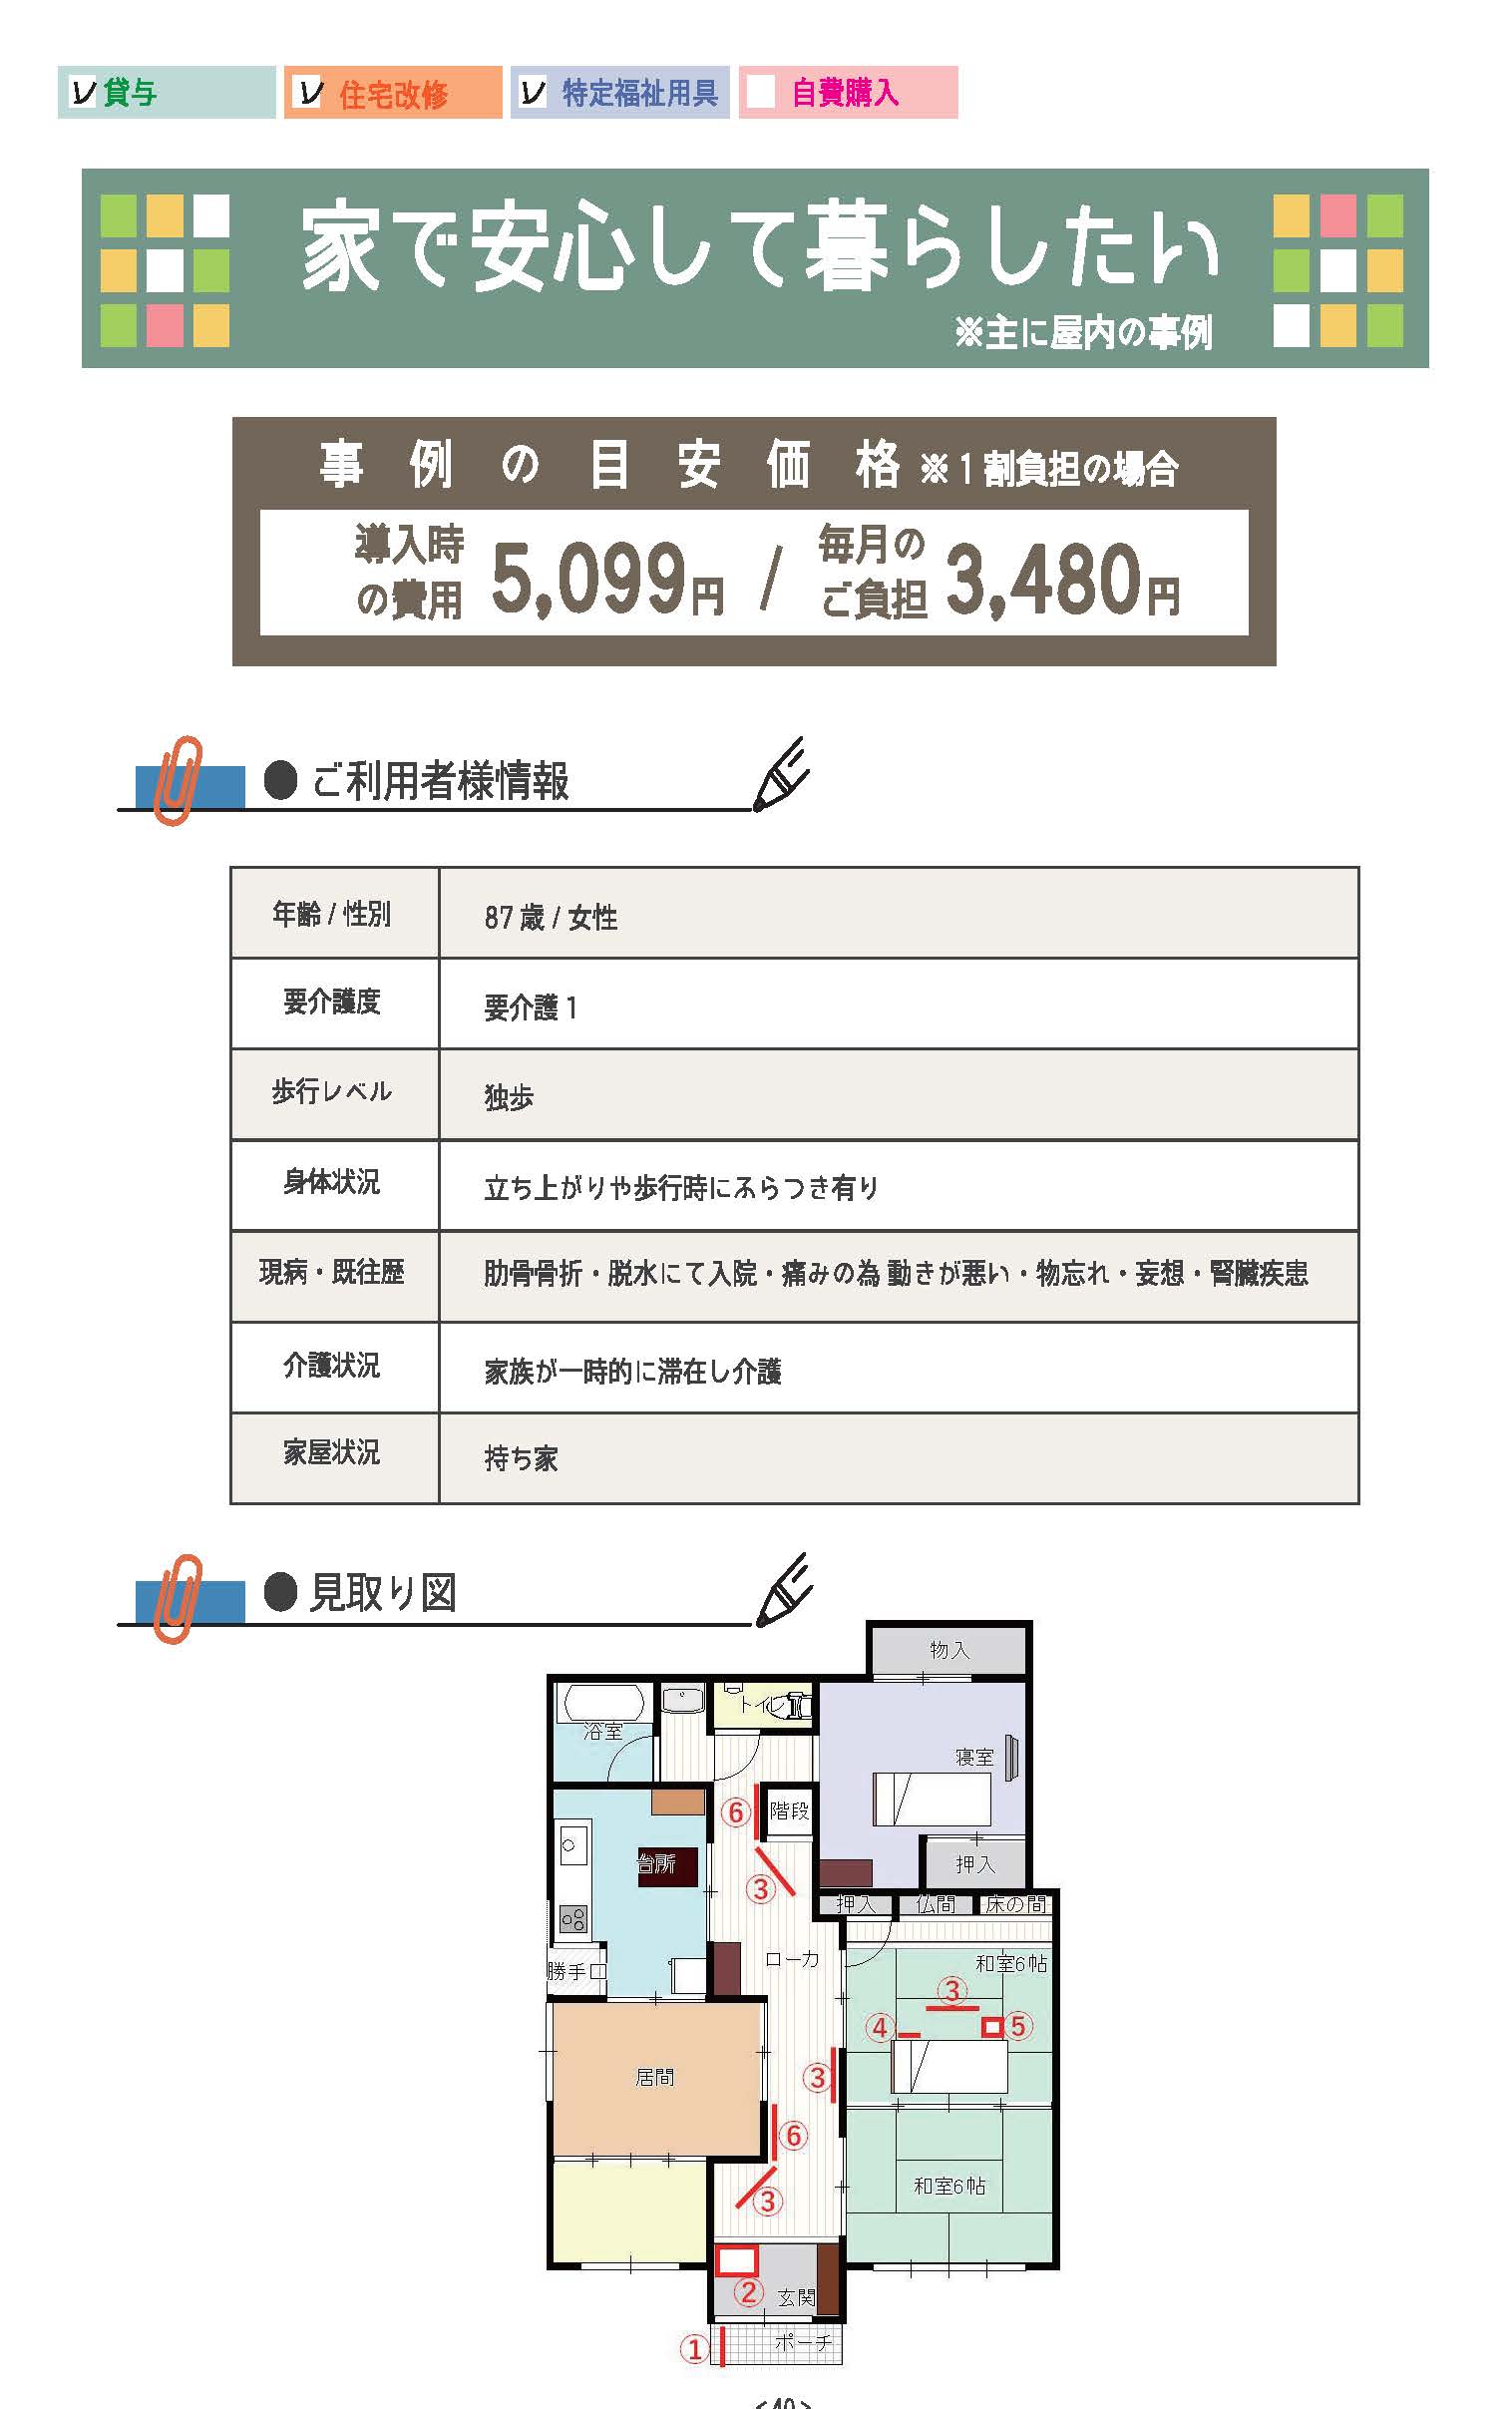 レ 貸与 レ 住宅改修 レ 特定福祉用具 自費購入
家で安心して暮らしたい
※主に屋内の事例
事例の目安価格 ※1割負担の場合
導入時の費用 5,099円 / 毎月のご負担 3,480円
●ご利用者様情報
年齢 / 性別 87 歳 / 女性
要介護度 要介護 1
歩行レベル 独歩
身体状況 立ち上がりや歩行時にふらつき有り
現病・既往歴 肋骨骨折・脱水にて入院・痛みの為 動きが悪い・物忘れ・妄想・腎臓疾患
介護状況 家族が一時的に滞在し介護
家屋状況 持ち家
●見取り図
物入
トイレ
浴室
寝室
⑥ 階段
台所
押入
③
押入 仏間 床の間
ローカ
和室6帖
勝手口
③
④ ⑤
居間
③
⑥
和室6帖
③
② 玄関
① ポーチ
<40>